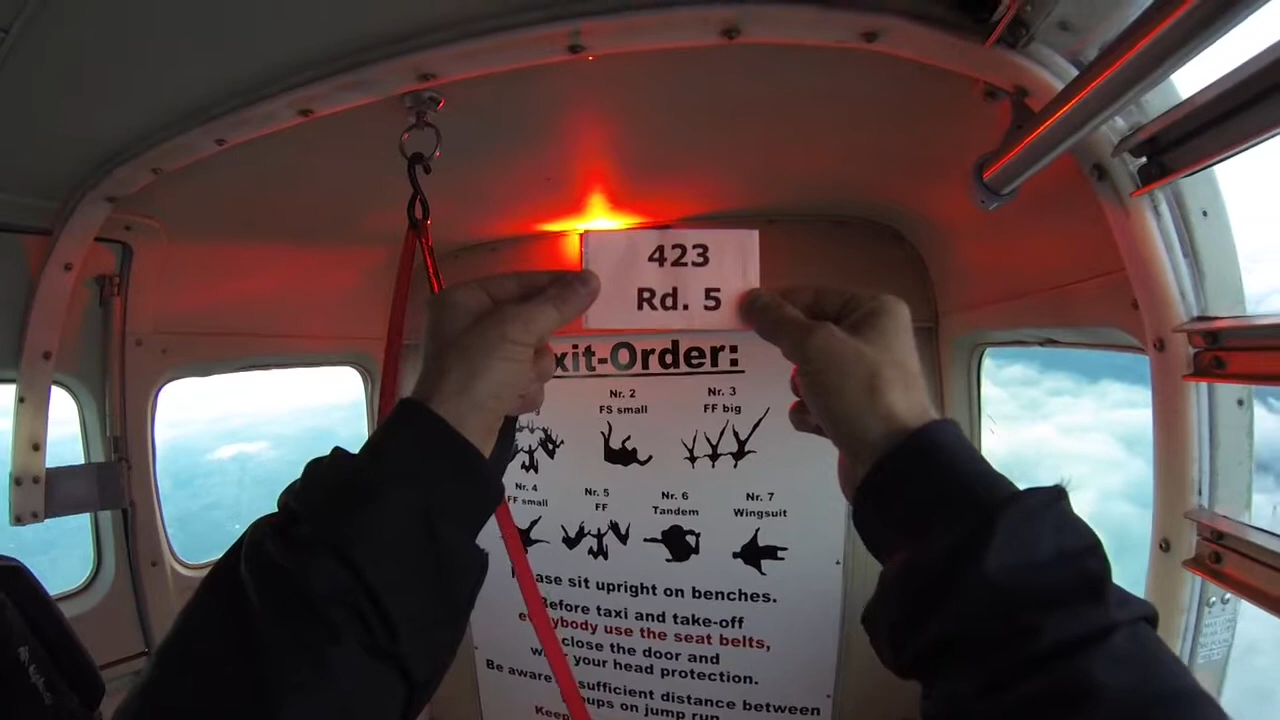 423
Rd. 5
xit-Order:
Nr. 2
FS small
Nr. 3
FF big
Nr. 4
FF small
Nr. 5
FF
Nr. 6
Tandem
Nr. 7
Wingsuit
ase sit upright on benches.
Before taxi and take-off
use the seat belts,
close the door and
your head protection.
Be aware sufficient distance between
oups on jump run
Keep